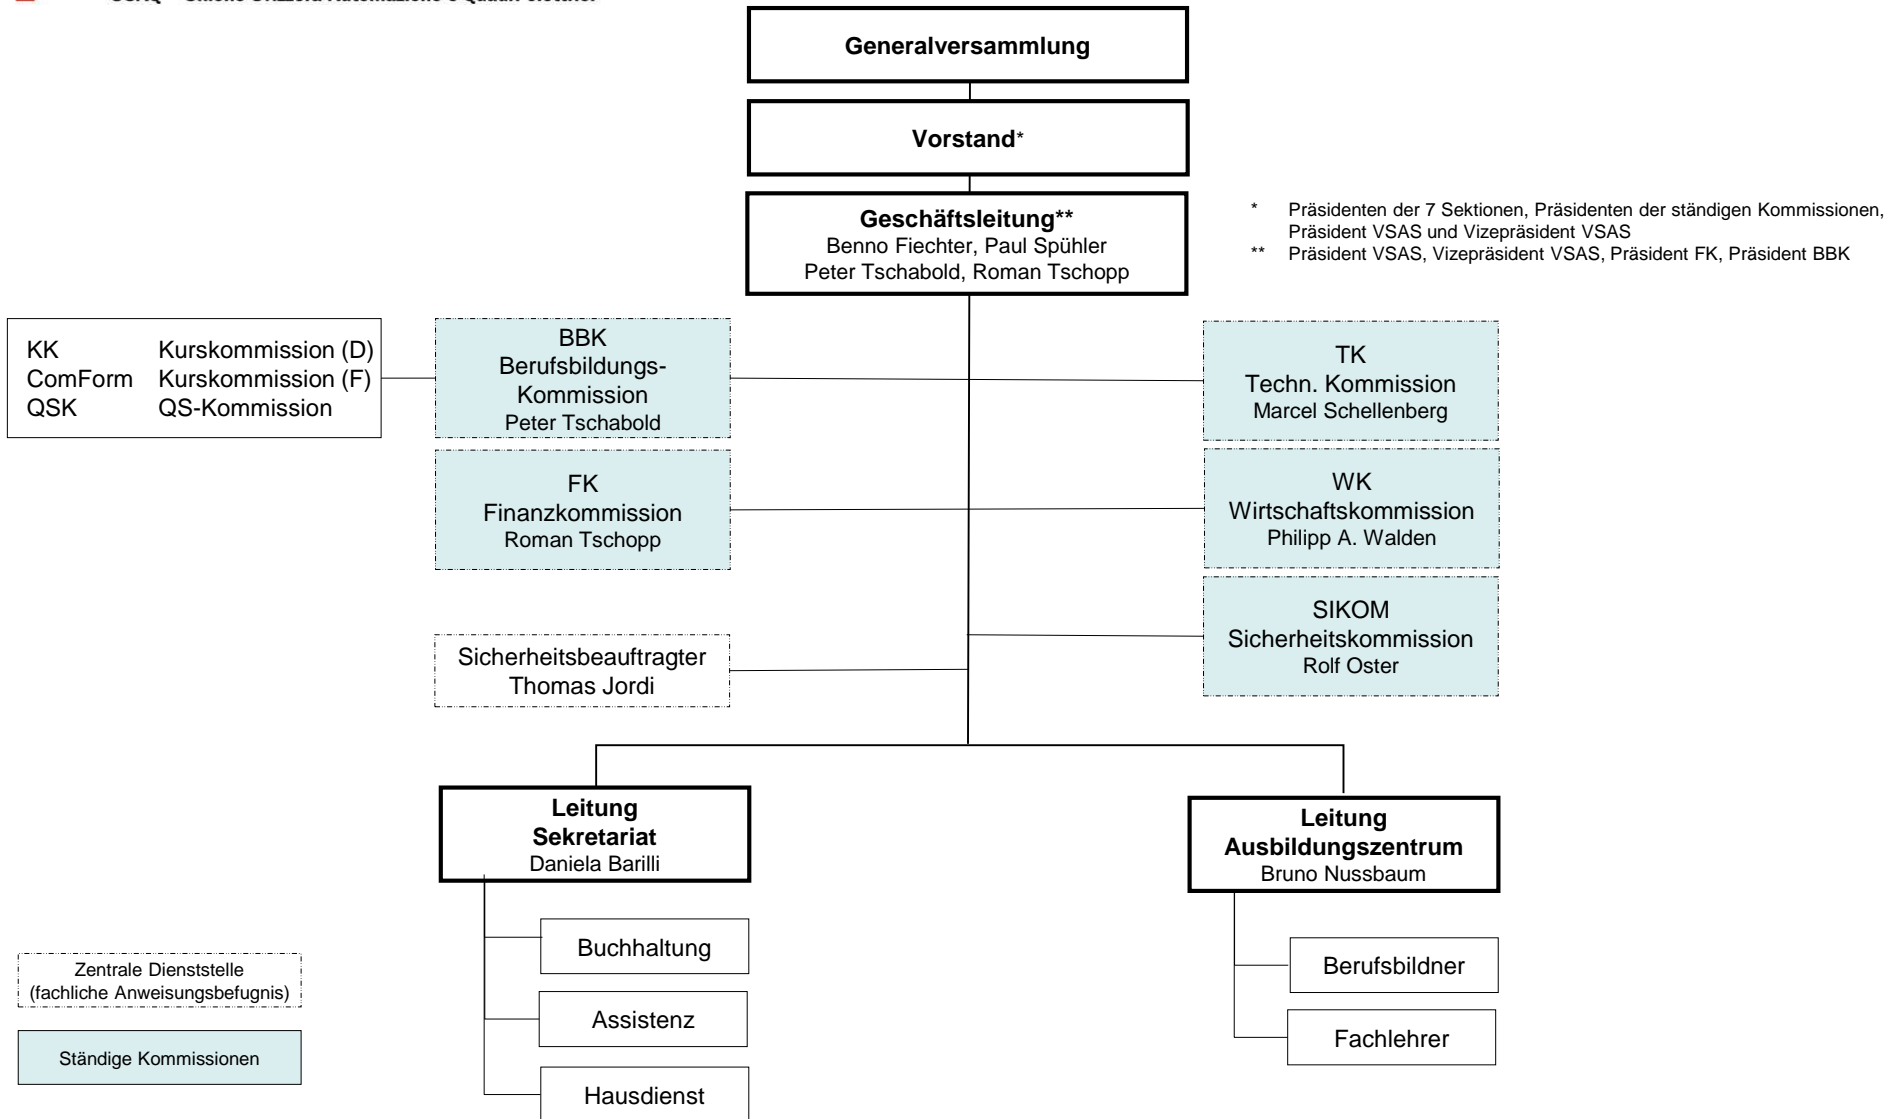 Generalversammlung
Vorstand*
Geschäftsleitung**
Benno Fiechter, Paul Spühler
Peter Tschabold, Roman Tschopp
* Präsidenten der 7 Sektionen, Präsidenten der ständigen Kommissionen,
Präsident VSAS und Vizepräsident VSAS
** Präsident VSAS, Vizepräsident VSAS, Präsident FK, Präsident BBK
KK Kurskommission (D)
ComForm Kurskommission (F)
QSK QS-Kommission
BBK
Berufsbildungs-
Kommission
Peter Tschabold
TK
Techn. Kommission
Marcel Schellenberg
FK
Finanzkommission
Roman Tschopp
WK
Wirtschaftskommission
Philipp A. Walden
SIKOM
Sicherheitskommission
Rolf Oster
Sicherheitsbeauftragter
Thomas Jordi
Leitung
Sekretariat
Daniela Barilli
Leitung
Ausbildungszentrum
Bruno Nussbaum
Buchhaltung
Assistenz
Hausdienst
Berufsbildner
Fachlehrer
Zentrale Dienststelle
(fachliche Anweisungsbefugnis)
Ständige Kommissionen